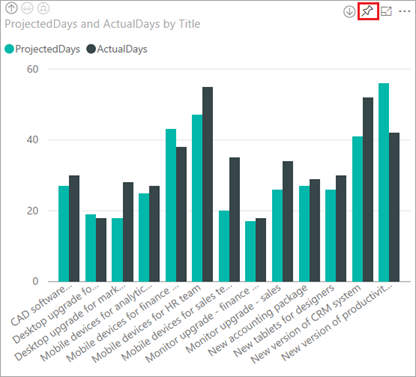 ProjectedDays and ActualDays by Title
ProjectedDays ActualDays
60
40
20
0
CAD software...
Desktop upgrade fo...
Desktop upgrade for mark...
Mobile devices for analytic...
Mobile devices for finance ...
Mobile devices for HR team
Mobile devices for sales te...
Monitor upgrade - finance ...
Monitor upgrade - sales
New accounting package
New tablets for designers
New version of CRM system
New version of productivit...